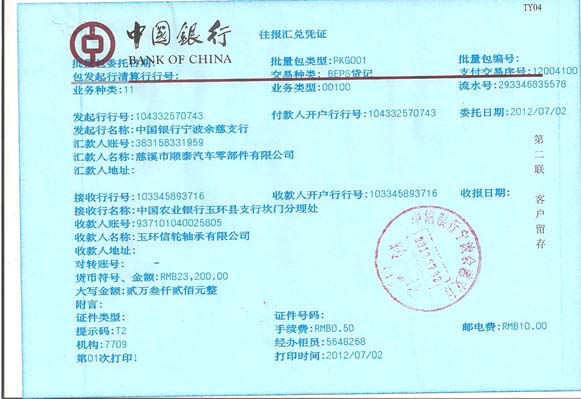 TY04
中國銀行 往报汇兑凭证
BANK OF CHINA
批量包委托日期: 批量包类型:PKG001 批量包编号:
包发起行清算行行号: 交易种类: BEPS贷记 支付交易序号:12004100
业务种类:11 业务类型:00100 流水号:293346835578
发起行行号:104332570743 付款人开户行行号:104332570743 委托日期:2012/07/02
发起行名称:中国银行宁波余慈支行
汇款人账号:383158331959
汇款人名称:慈溪市顺泰汽车零部件有限公司
汇款人地址:
接收行行号:103345893716 收款人开户行行号:103345893716 收报日期:
接收行名称:中国农业银行玉环县支行坎门分理处
收款人账号:937101040025805
收款人名称:玉环信轮轴承有限公司
收款人地址:
对转账号: -
货币符号、金额:RMB23,200.00
大写金额:贰万叁仟贰佰元整
附言:
证件类型: 证件号码:
提示码:T2 手续费:RMB0.50 邮电费:RMB10.00
机构:7709 经办柜员:5648268
第01次打印! 打印时间:2012/07/02
第二联 客户留存
中国银行宁波余慈支行
2012.07.02